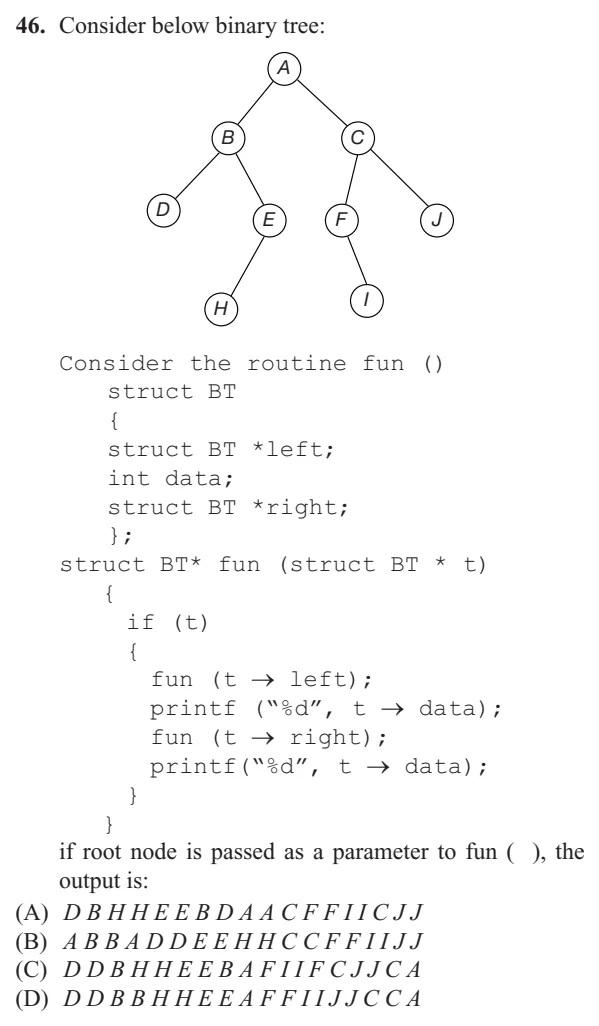 46. Consider below binary tree:
A
B C
D E F J
H I
Consider the routine fun ()
struct BT
{
struct BT *left;
int data;
struct BT *right;
};
struct BT* fun (struct BT * t)
{
if (t)
{
fun (t → left);
printf (“%d”, t → data);
fun (t → right);
printf(“%d”, t → data);
}
}
if root node is passed as a parameter to fun ( ), the
output is:
(A) D B H H E E B D A A C F F I I C J J
(B) A B B A D D E E H H C C F F I I J J
(C) D D B H H E E B A F I I F C J J C A
(D) D D B B H H E E A F F I I J J C C A